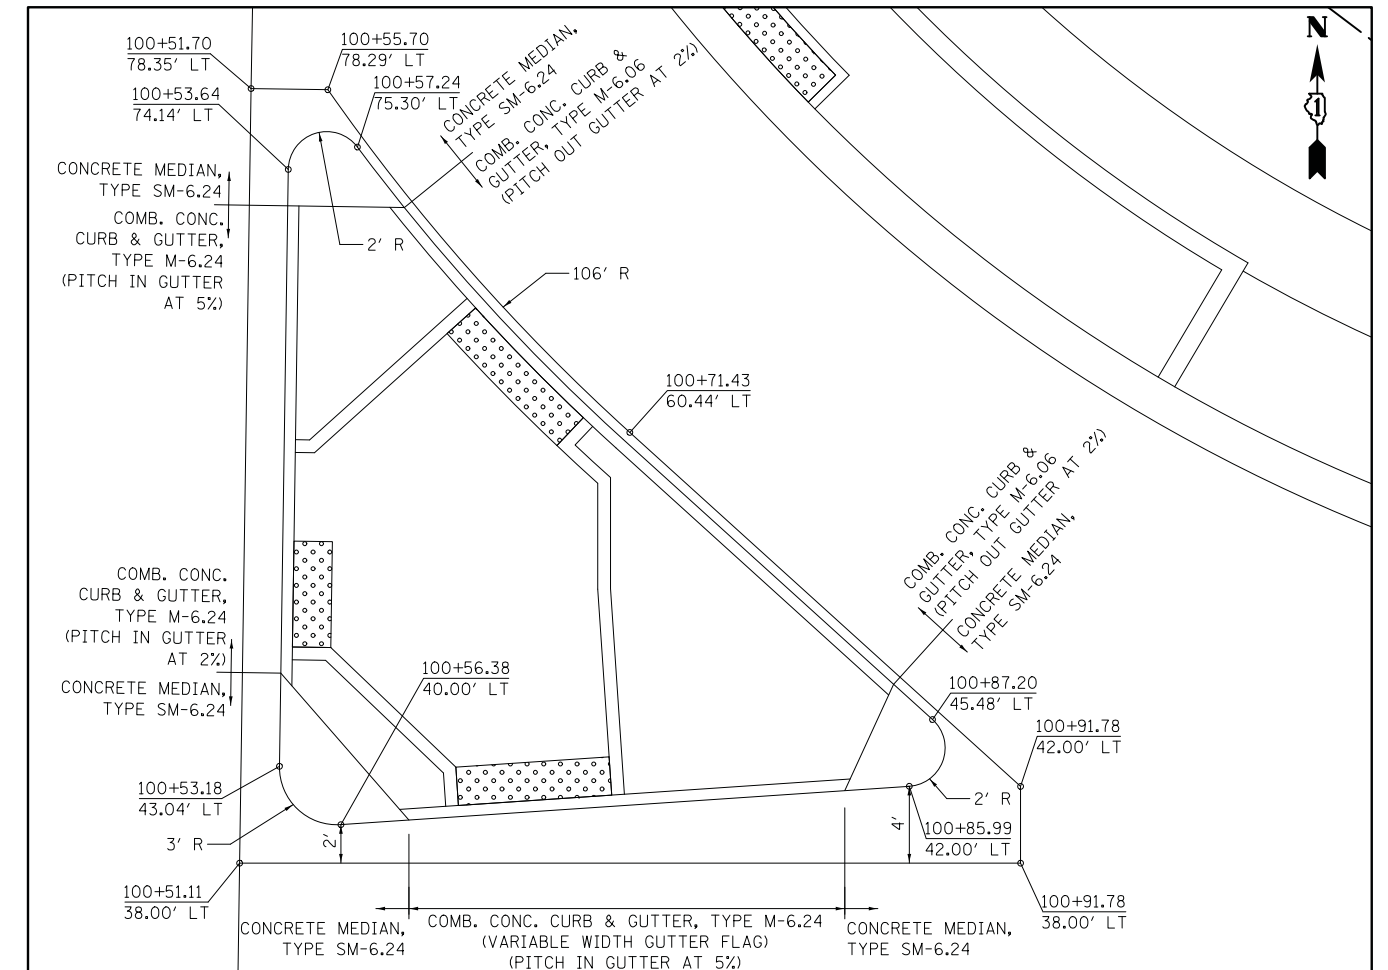 100+51.70
78.35' LT
100+55.70
78.29' LT
100+57.24
75.30' LT
100+53.64
74.14' LT
CONCRETE MEDIAN,
TYPE SM-6.24
COMB. CONC. CURB &
GUTTER, TYPE M-6.06
(PITCH OUT GUTTER AT 2%)
N
1
CONCRETE MEDIAN,
TYPE SM-6.24
COMB. CONC.
CURB & GUTTER,
TYPE M-6.24
(PITCH IN GUTTER
AT 5%)
2' R
106' R
100+71.43
60.44' LT
COMB. CONC. CURB &
GUTTER, TYPE M-6.06
(PITCH OUT GUTTER AT 2%)
CONCRETE MEDIAN,
TYPE SM-6.24
COMB. CONC.
CURB & GUTTER,
TYPE M-6.24
(PITCH IN GUTTER
AT 2%)
CONCRETE MEDIAN,
TYPE SM-6.24
100+56.38
40.00' LT
100+87.20
45.48' LT
100+91.78
42.00' LT
100+53.18
43.04' LT
3' R
2'
4'
2' R
100+85.99
42.00' LT
100+51.11
38.00' LT
100+91.78
38.00' LT
CONCRETE MEDIAN,
TYPE SM-6.24
COMB. CONC. CURB & GUTTER, TYPE M-6.24
(VARIABLE WIDTH GUTTER FLAG)
(PITCH IN GUTTER AT 5%)
CONCRETE MEDIAN,
TYPE SM-6.24